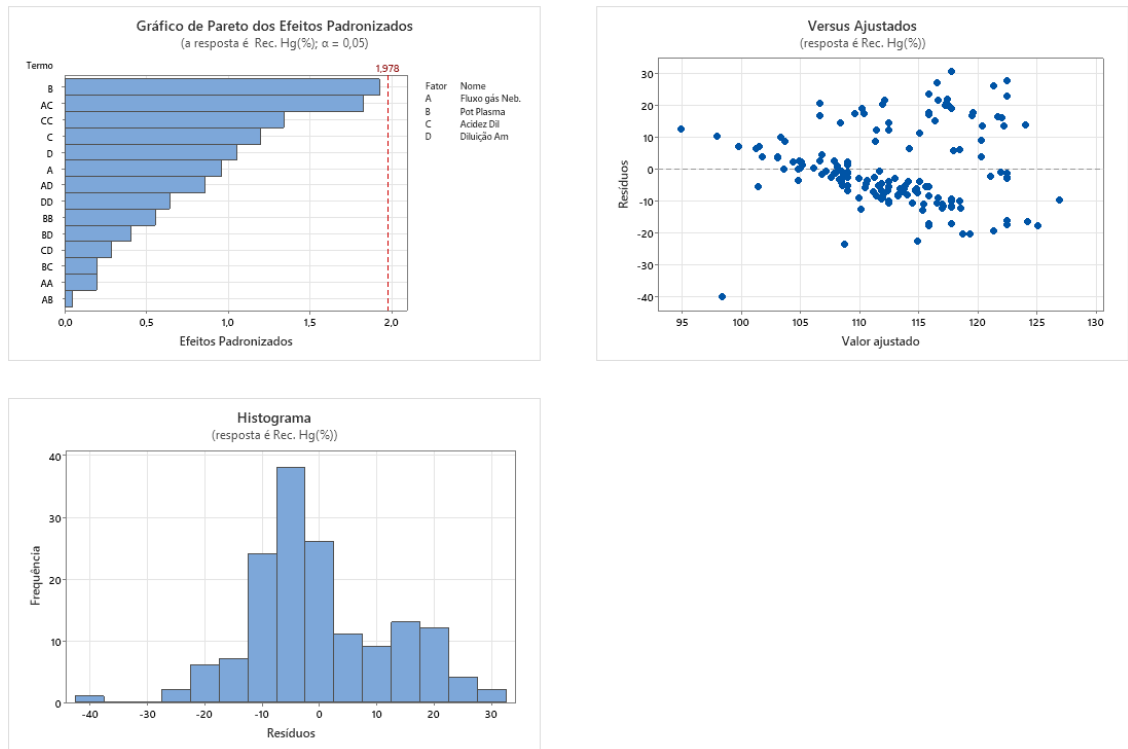 Gráfico de Pareto dos Efeitos Padronizados
(a resposta é Rec. Hg(%); α = 0,05)
Termo
1,978
B
AC
CC
C
D
A
AD
DD
BB
BD
CD
BC
AA
AB
0,0 0,5 1,0 1,5 2,0
Efeitos Padronizados
Fator Nome
A Fluxo gás Neb.
B Pot Plasma
C Acidez Dil
D Diluição Am
Versus Ajustados
(resposta é Rec. Hg(%))
30
20
10
0
-10
-20
-30
-40
Resíduos
95 100 105 110 115 120 125 130
Valor ajustado
Histograma
(resposta é Rec. Hg(%))
40
30
20
10
0
Frequência
-40 -30 -20 -10 0 10 20 30
Resíduos